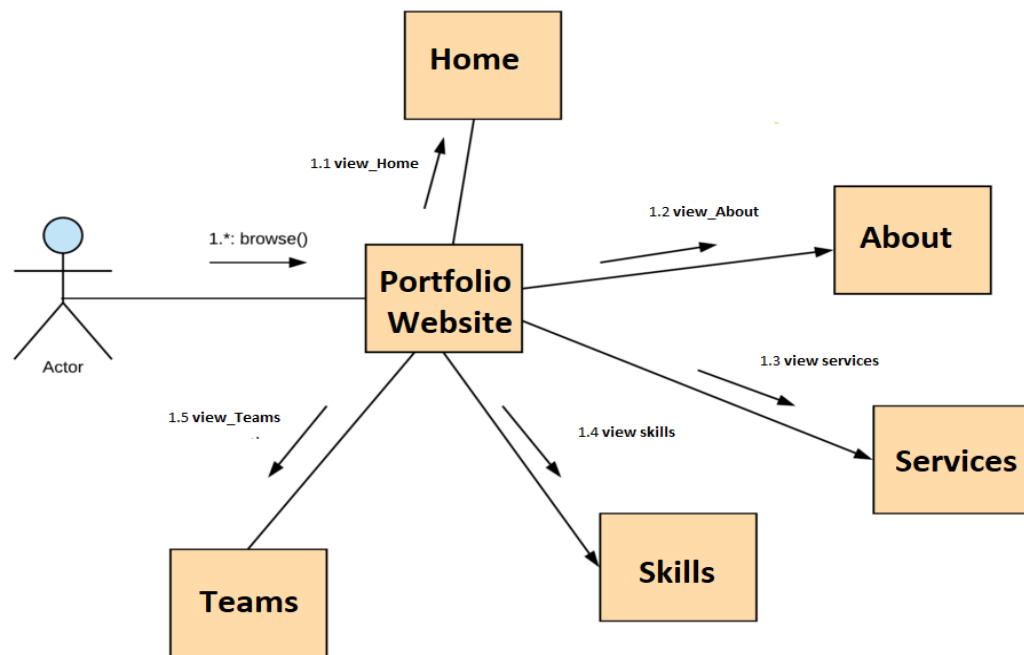 Home
1.1 view_Home
1.2 view_About
About
1.*: browse()
Portfolio
Website
Actor
1.3 view services
1.5 view_Teams
1.4 view skills
Services
Skills
Teams